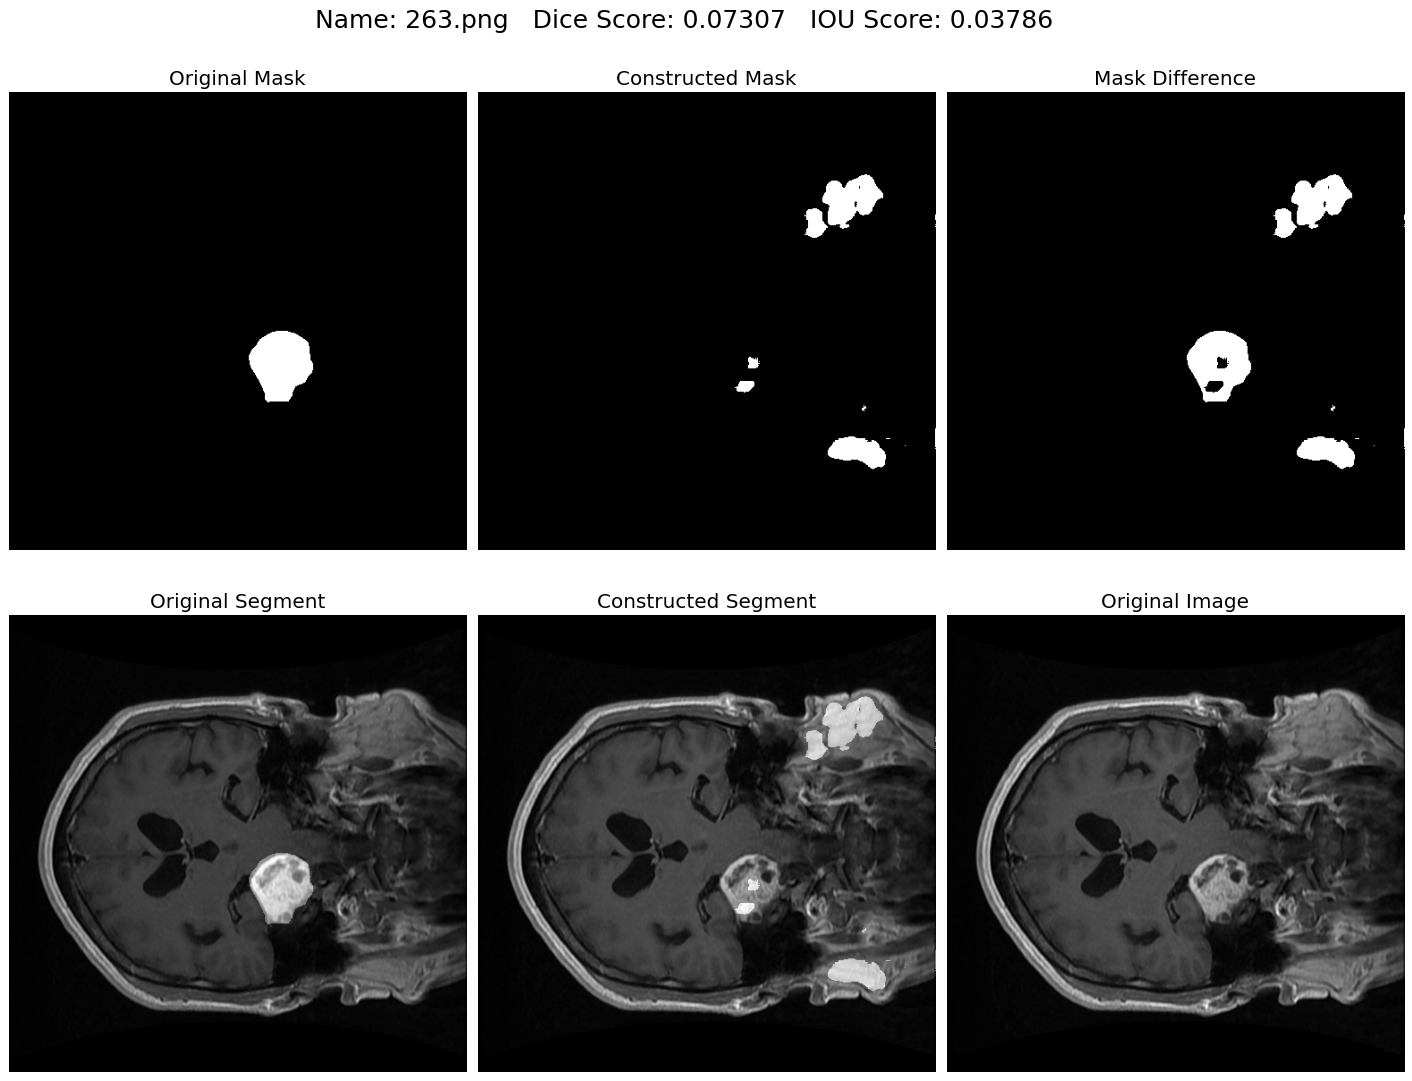 Name: 263.png   Dice Score: 0.07307   IOU Score: 0.03786
Original Mask
Constructed Mask
Mask Difference
Original Segment
Constructed Segment
Original Image